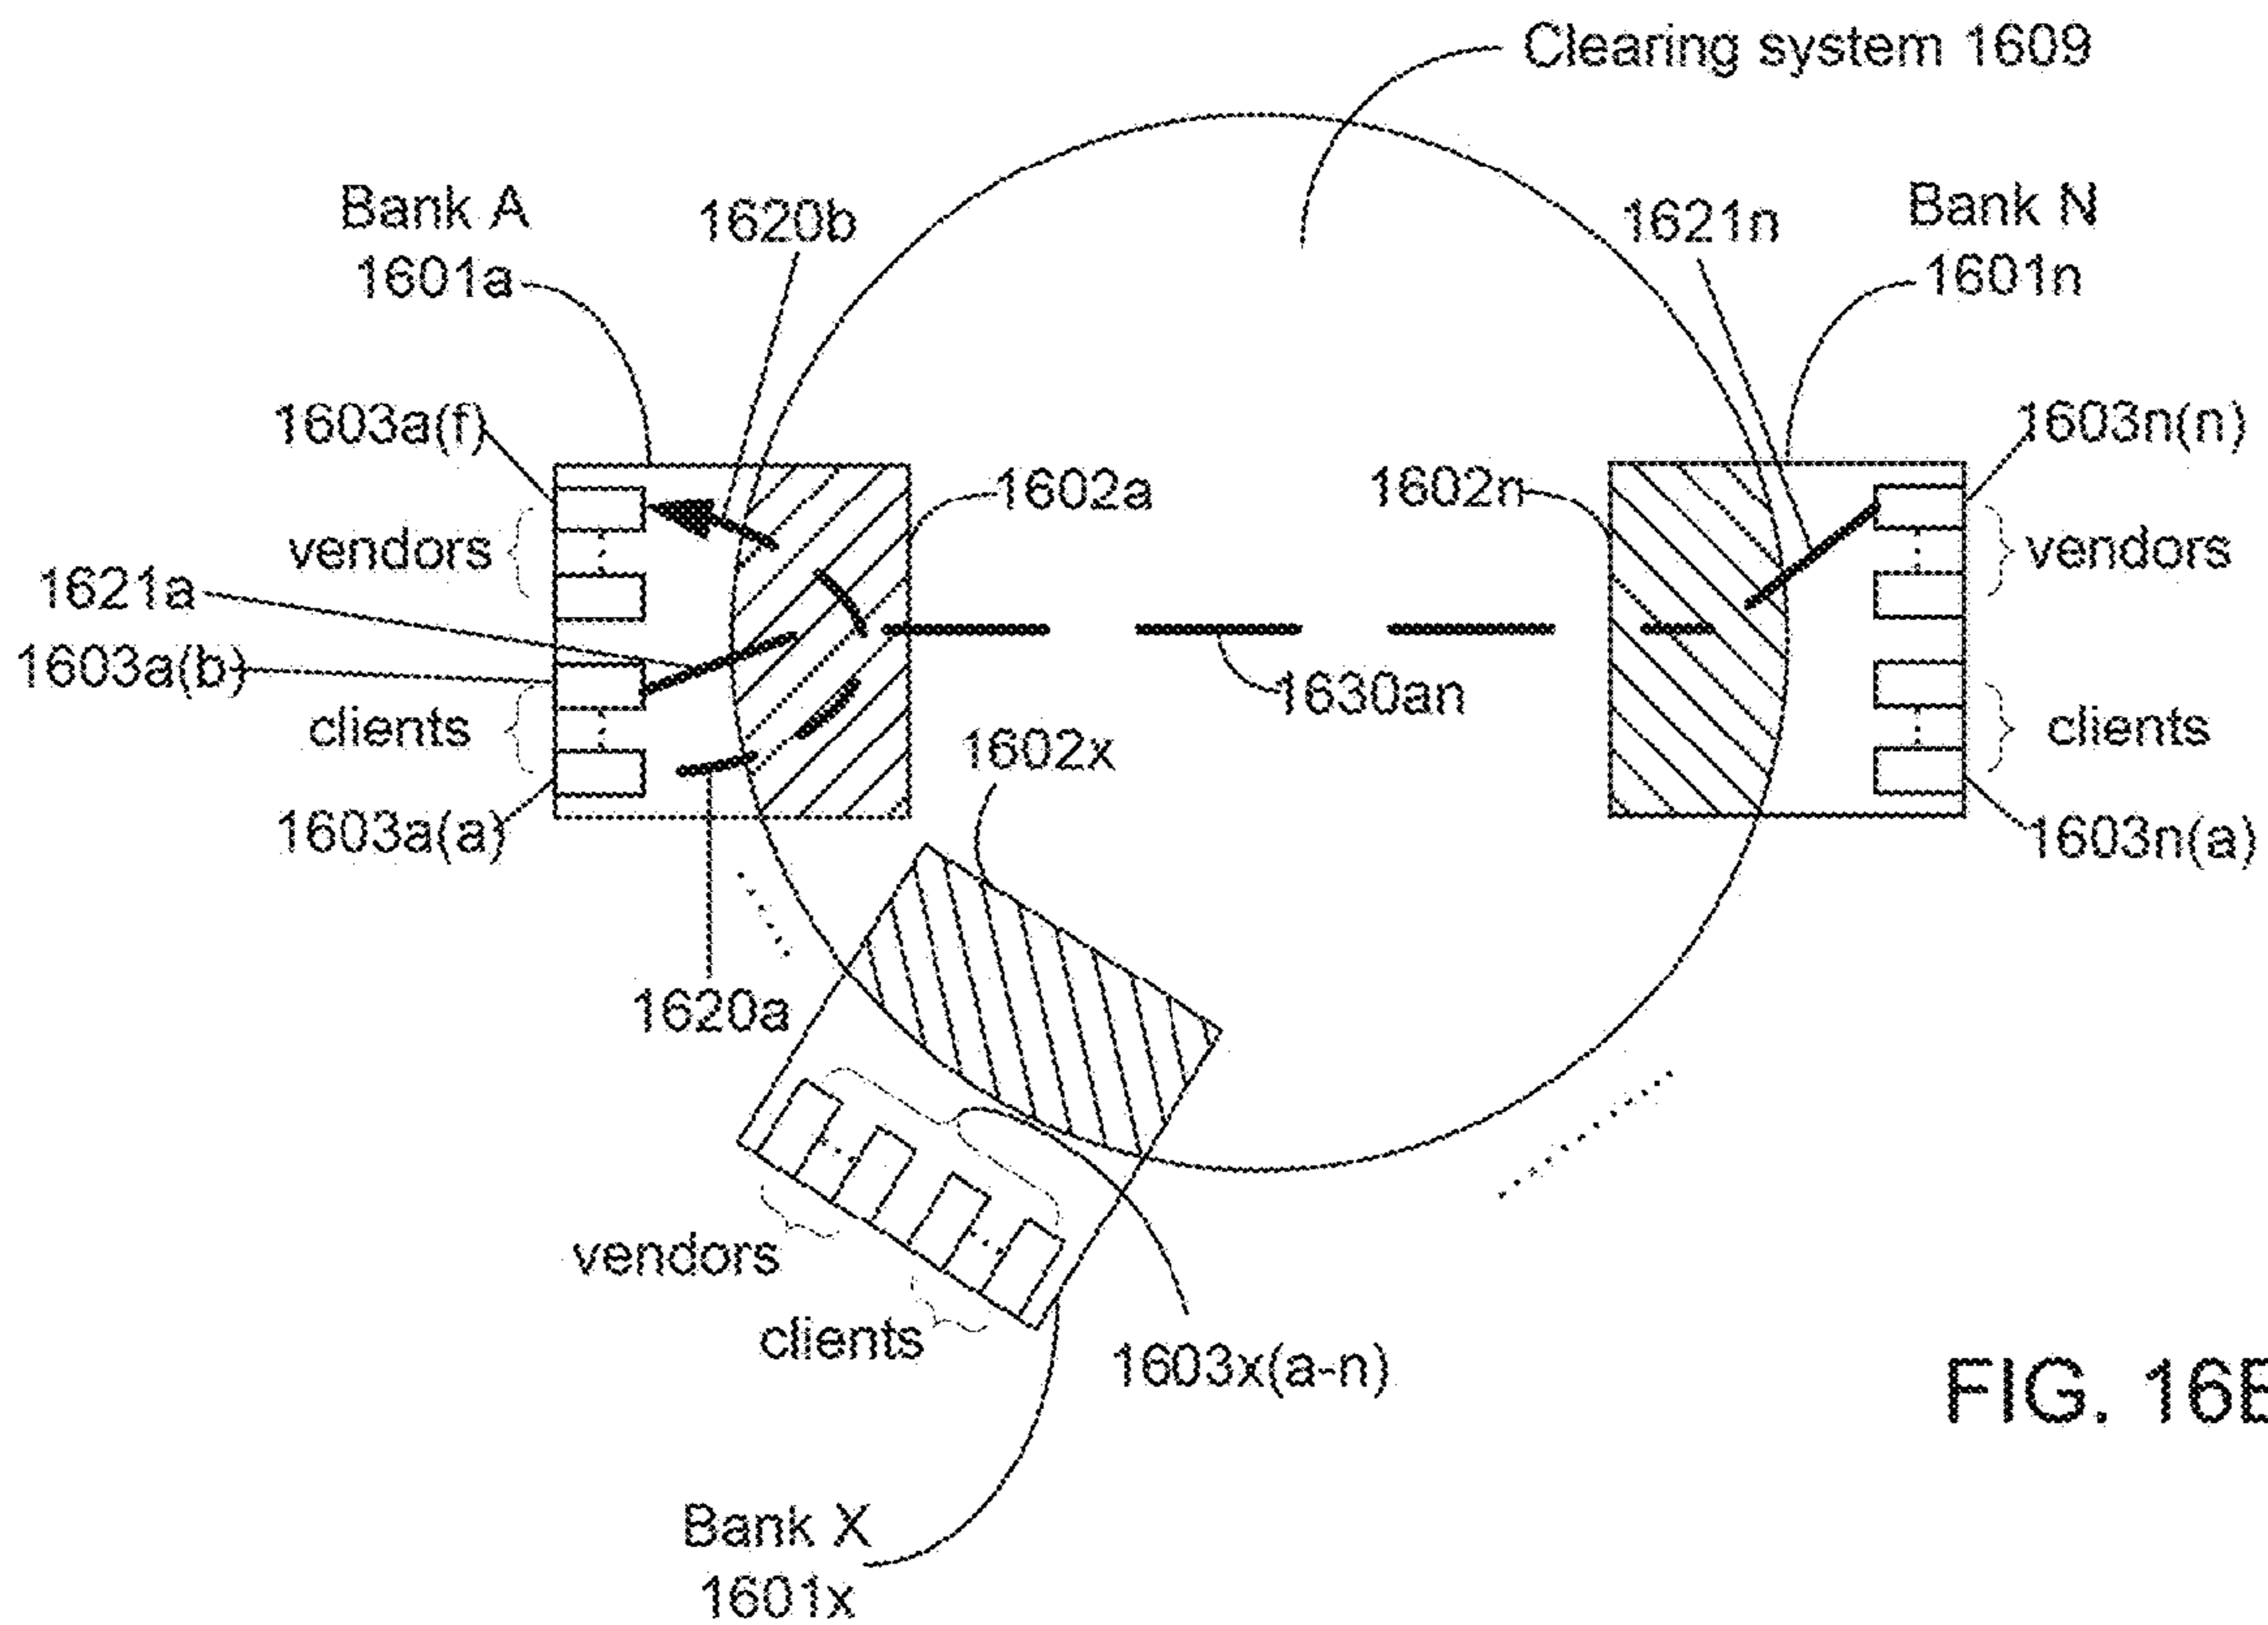 Clearing system 1609
Bank A
1601a
1620b
1621n
Bank N
1601n
1603a(f)
1602a
1602n
1603n(n)
vendors
vendors
1621a
1603a(b)
1630an
clients
clients
1602x
1603a(a)
1603n(a)
1620a
vendors
clients
1603x(a-n)
FIG. 16B
Bank X
1601x